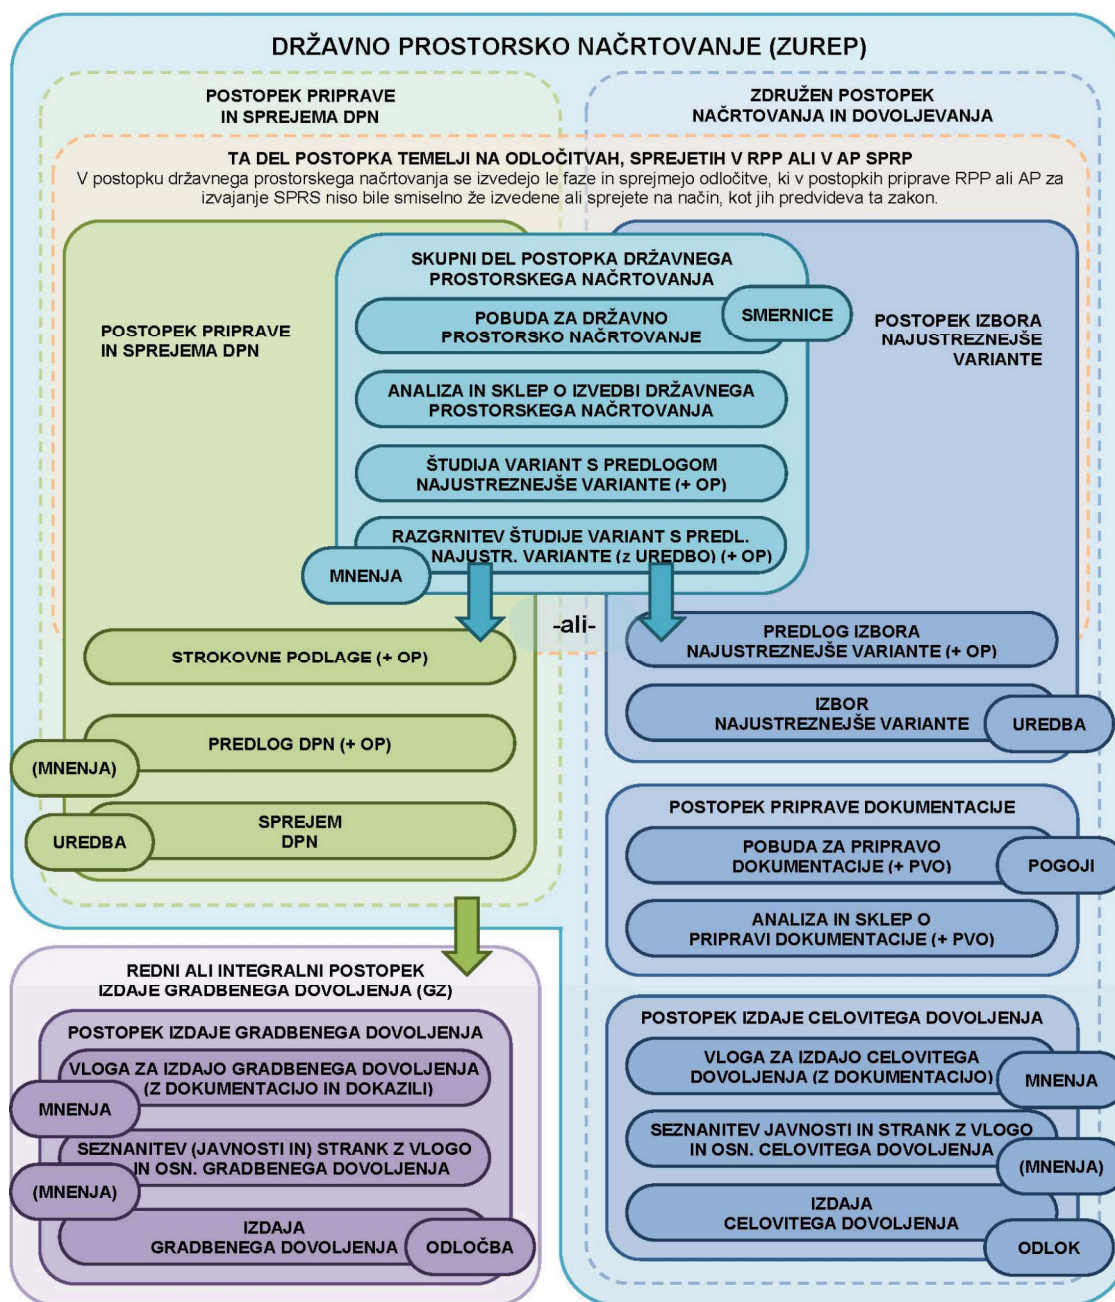 DRŽAVNO PROSTORSKO NAČRTOVANJE (ZUREP)
POSTOPEK PRIPRAVE
IN SPREJEMA DPN
ZDRUŽEN POSTOPEK
NAČRTOVANJA IN DOVOLJEVANJA
TA DEL POSTOPKA TEMELJI NA ODLOČITVAH, SPREJETIH V RPP ALI V AP SPRP
V postopku državnega prostorskega načrtovanja se izvedejo le faze in sprejmejo odločitve, ki v postopkih priprave RPP ali AP za
izvajanje SPRS niso bile smiselno že izvedene ali sprejete na način, kot jih predvideva ta zakon.
SKUPNI DEL POSTOPKA DRŽAVNEGA
PROSTORSKEGA NAČRTOVANJA
POBUDA ZA DRŽAVNO
PROSTORSKO NAČRTOVANJE
SMERNICE
ANALIZA IN SKLEP O IZVEDBI DRŽAVNEGA
PROSTORSKEGA NAČRTOVANJA
ŠTUDIJA VARIANT S PREDLOGOM
NAJUSTREZNEJŠE VARIANTE (+ OP)
RAZGRNITEV ŠTUDIJE VARIANT S PREDL.
NAJUSTR. VARIANTE (z UREDBO) (+ OP)
MNENJA
-ali-
POSTOPEK PRIPRAVE
IN SPREJEMA DPN
STROKOVNE PODLAGE (+ OP)
PREDLOG DPN (+ OP)
(MNENJA)
SPREJEM
DPN
UREDBA
POSTOPEK IZBORA
NAJUSTREZNEJŠE
VARIANTE
PREDLOG IZBORA
NAJUSTREZNEJŠE VARIANTE (+ OP)
IZBOR
NAJUSTREZNEJŠE VARIANTE
UREDBA
POSTOPEK PRIPRAVE DOKUMENTACIJE
POBUDA ZA PRIPRAVO
DOKUMENTACIJE (+ PVO)
POGOJI
ANALIZA IN SKLEP O
PRIPRAVI DOKUMENTACIJE (+ PVO)
REDNI ALI INTEGRALNI POSTOPEK
IZDAJE GRADBENEGA DOVOLJENJA (GZ)
POSTOPEK IZDAJE GRADBENEGA DOVOLJENJA
VLOGA ZA IZDAJO GRADBENEGA DOVOLJENJA
(Z DOKUMENTACIJO IN DOKAZILI)
MNENJA
SEZNANITEV (JAVNOSTI IN) STRANK Z VLOGO
IN OSN. GRADBENEGA DOVOLJENJA
(MNENJA)
IZDAJA
GRADBENEGA DOVOLJENJA
ODLOČBA
POSTOPEK IZDAJE CELOVITEGA DOVOLJENJA
VLOGA ZA IZDAJO CELOVITEGA
DOVOLJENJA (Z DOKUMENTACIJO)
MNENJA
SEZNANITEV JAVNOSTI IN STRANK Z VLOGO
IN OSN. CELOVITEGA DOVOLJENJA
(MNENJA)
IZDAJA
CELOVITEGA DOVOLJENJA
ODLOK